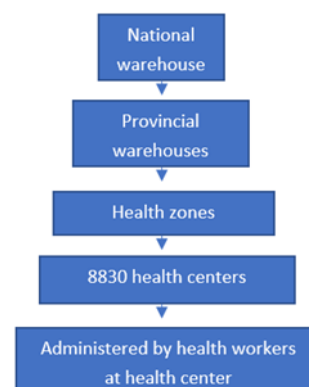 National
warehouse
Provincial
warehouses
Health zones
8830 health centers
Administered by health workers
at health center